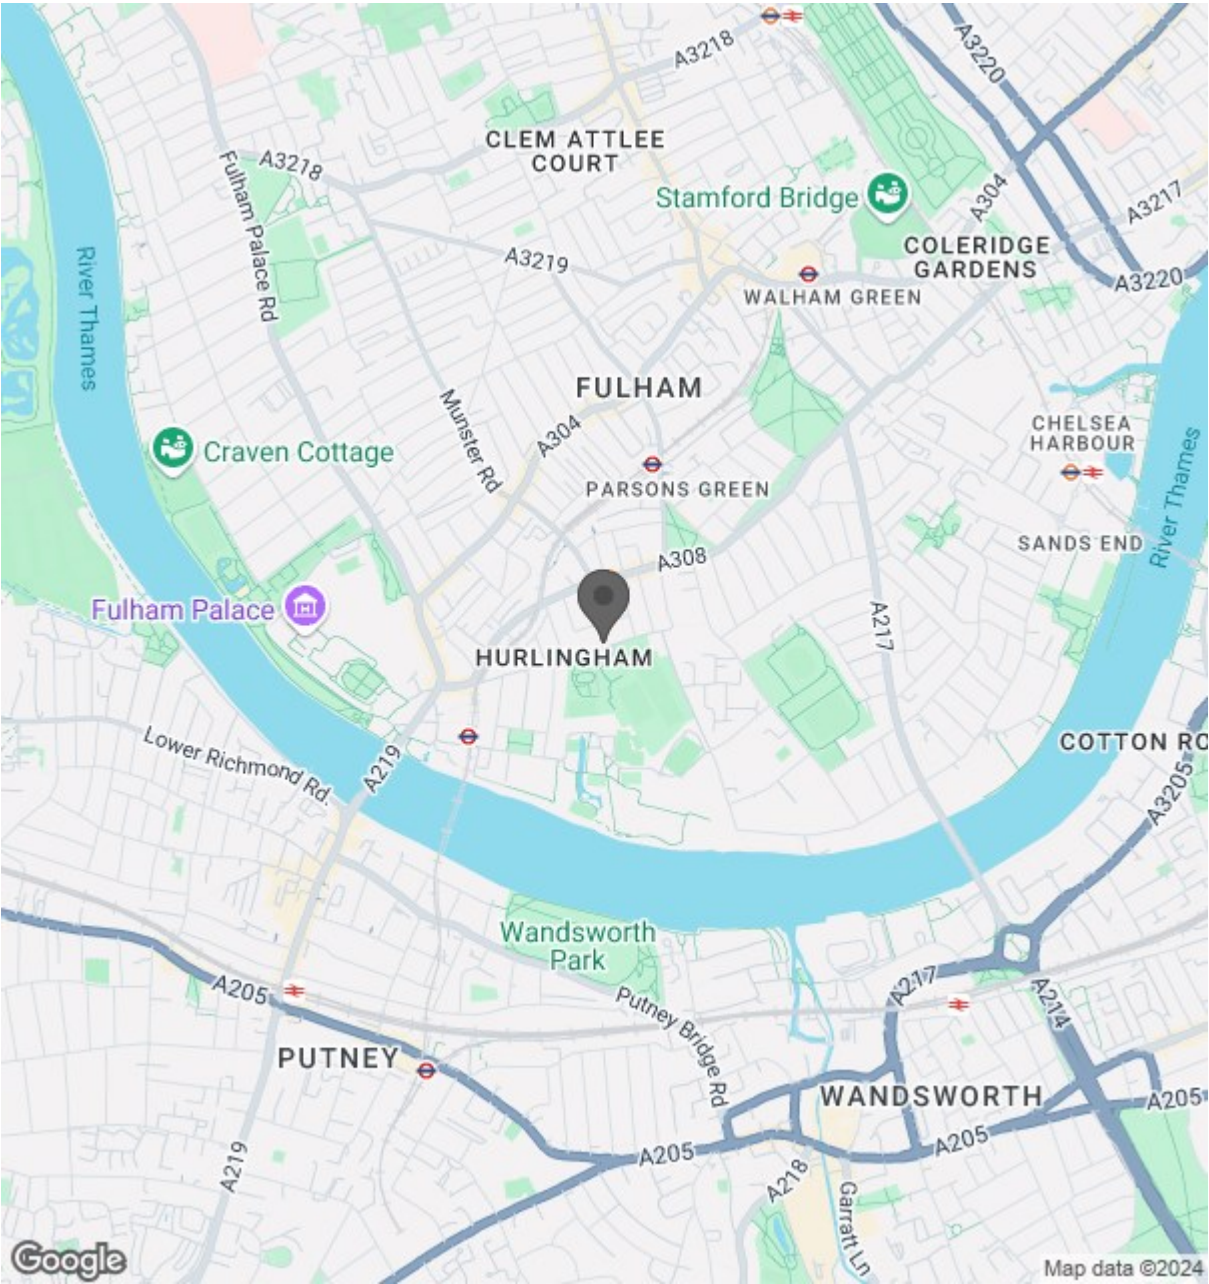 A3218
A3220
CLEM ATTLEE
COURT
A3218
Fulham Palace Rd
Stamford Bridge
A304
A3217
COLERIDGE
GARDENS
A3219
A3220
WALHAM GREEN
River Thames
FULHAM
Munster Rd
A304
CHELSEA
HARBOUR
Craven Cottage
PARSONS GREEN
River Thames
SANDS END
A308
Fulham Palace
A217
HURLINGHAM
Lower Richmond Rd.
A219
COTTON RO
A3205
Wandsworth
Park
A205
A217
A214
Putney Bridge Rd
PUTNEY
WANDSWORTH
A205
A205
A205
A219
A218
Garratt Ln
Google
Map data ©2024